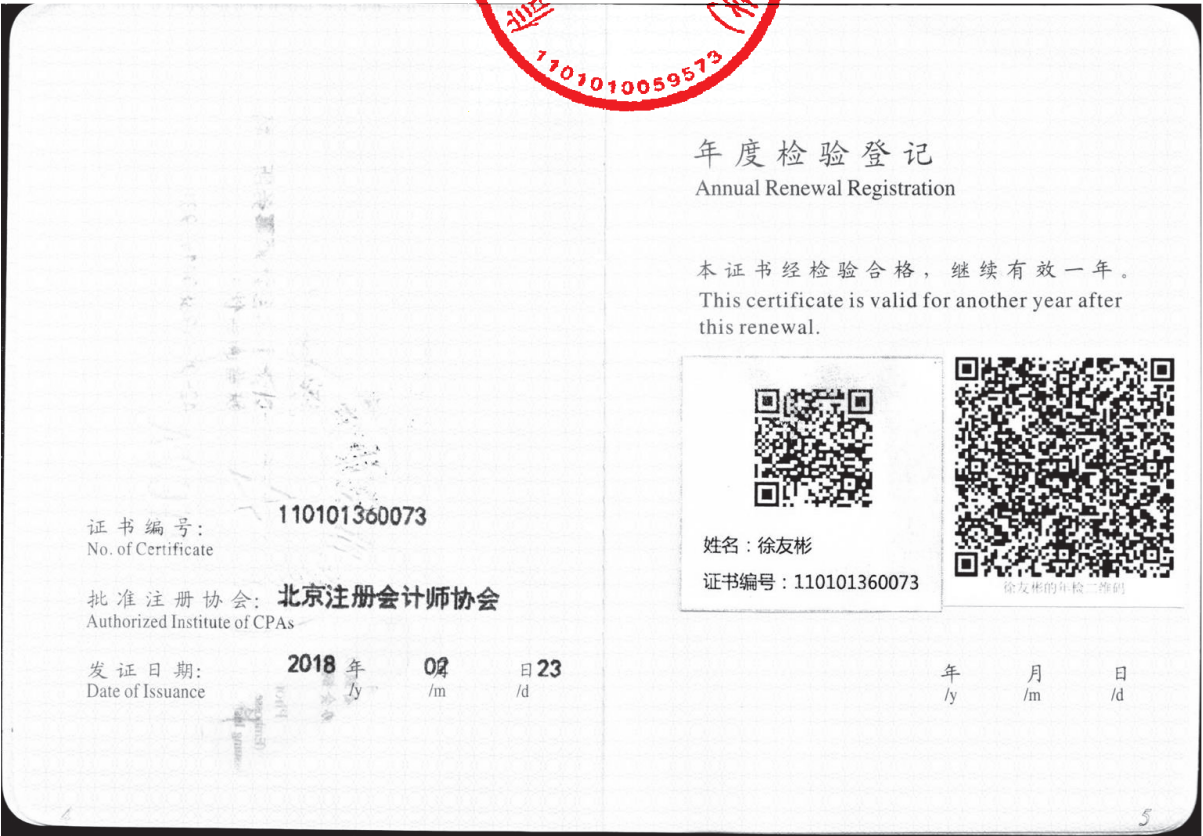 1101010059573
年度检验登记
Annual Renewal Registration
本证书经检验合格，继续有效一年。
This certificate is valid for another year after
this renewal.
姓名：徐友彬
证书编号：110101360073
徐友彬的年检二维码
年 月 日
/y /m /d
5
证书编号: 110101360073
No. of Certificate
批准注册协会: 北京注册会计师协会
Authorized Institute of CPAs
发证日期: 2018 年 02 月 日 23
Date of Issuance /y /m /d